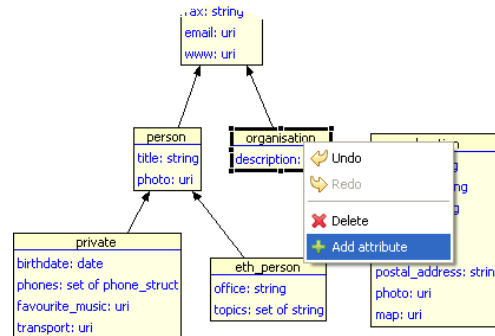 fax: string
email: uri
www: uri
person
title: string
photo: uri
organisation
description:
Undo
Redo
Delete
Add attribute
private
birthdate: date
phones: set of phone_struct
favourite_music: uri
transport: uri
eth_person
office: string
topics: set of string
postal_address: strin
photo: uri
map: uri